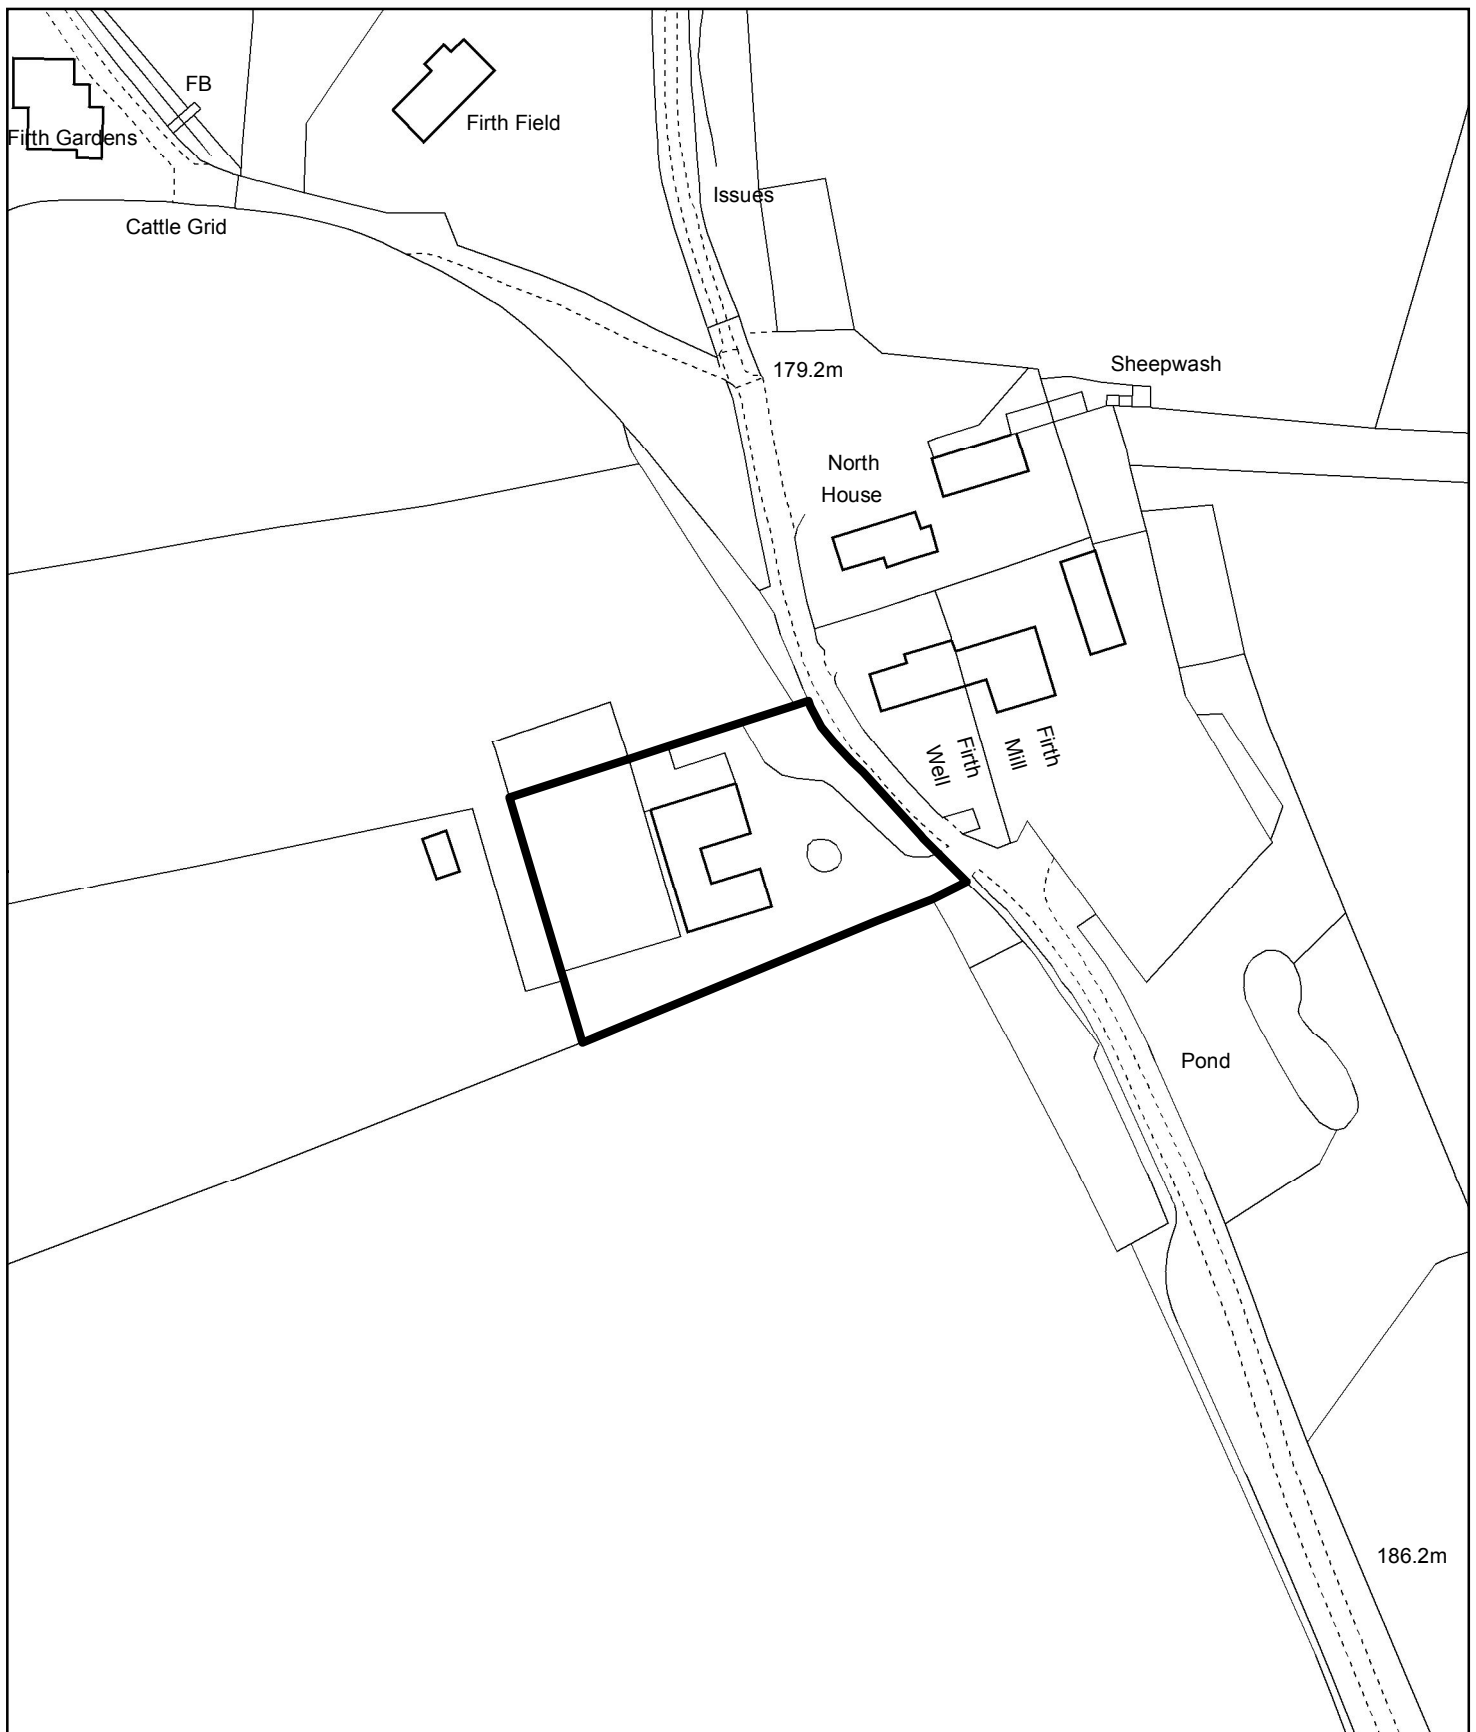 FB
Firth Field
Firth Gardens
Issues
Cattle Grid
179.2m
Sheepwash
North
House
Firth
Well
Firth
Mill
Pond
186.2m